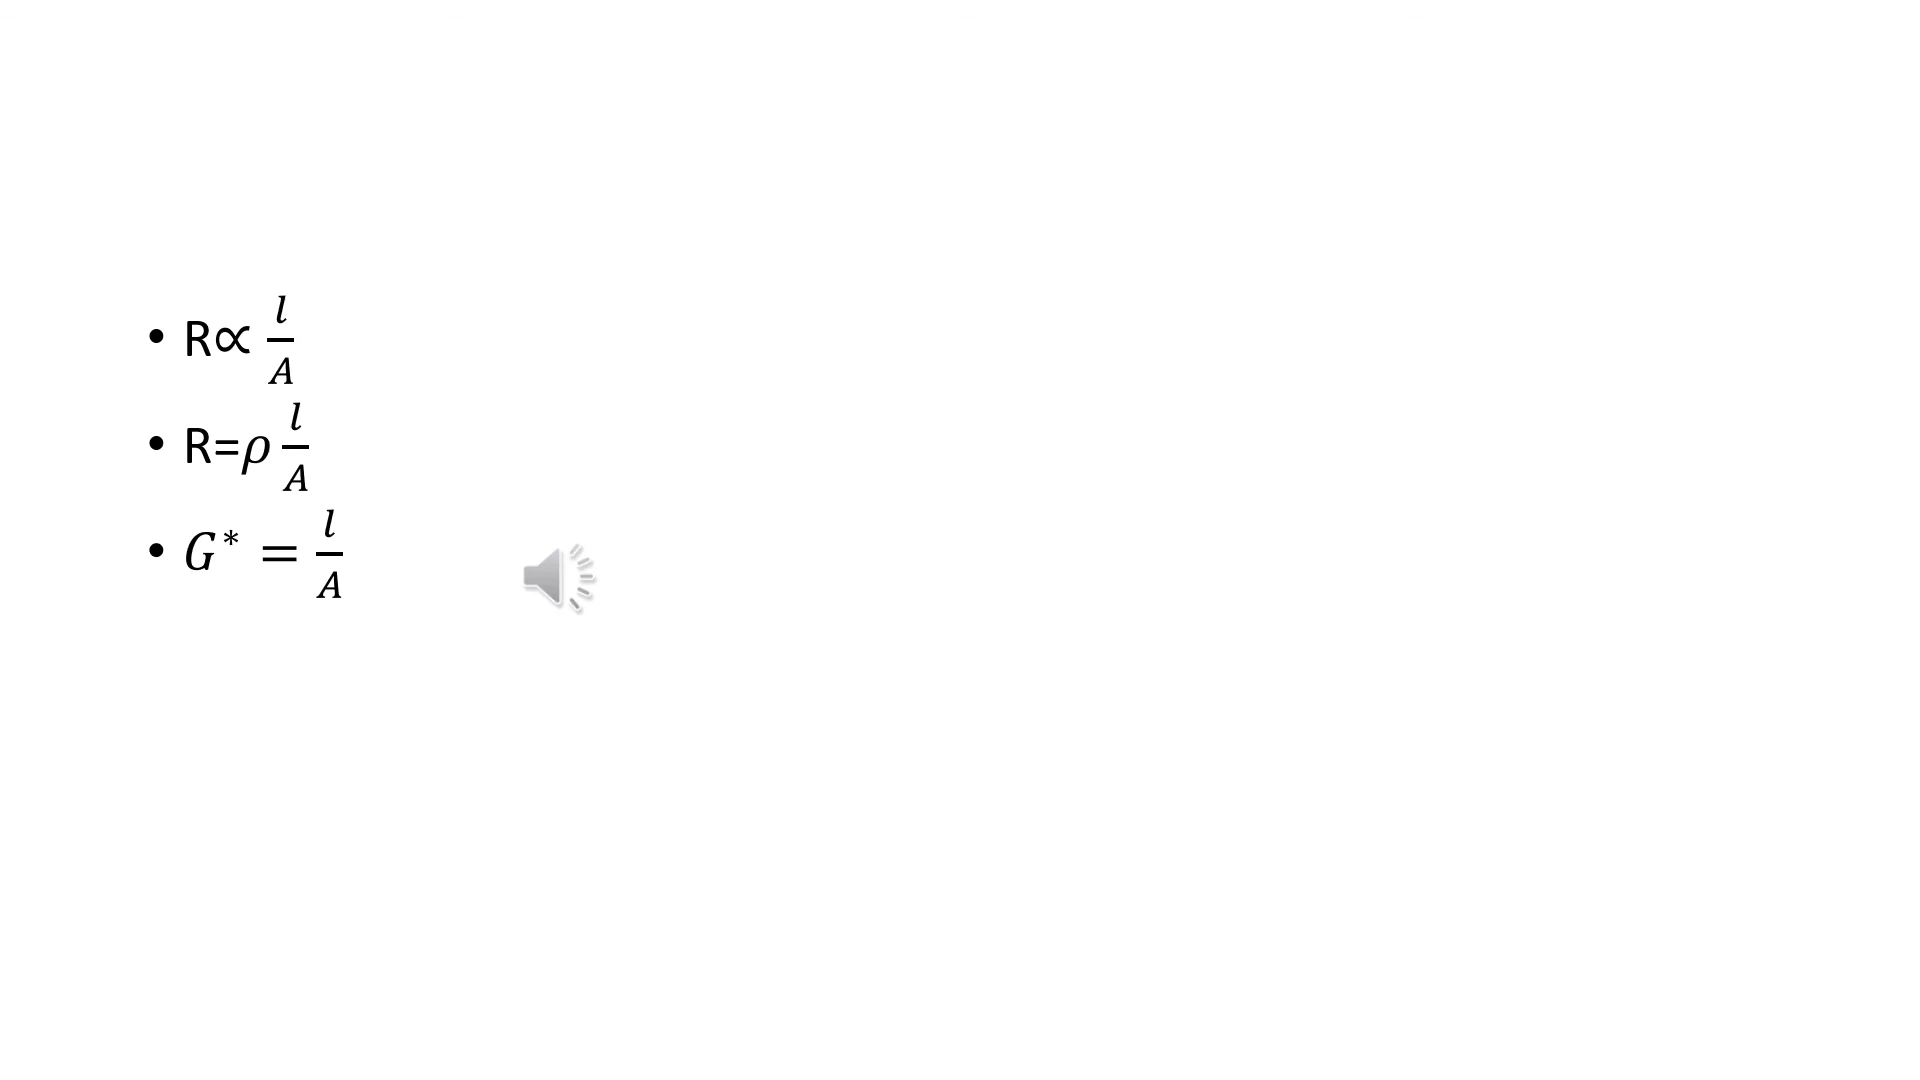 • R∝ l/A
• R=ρ l/A
• G* = l/A